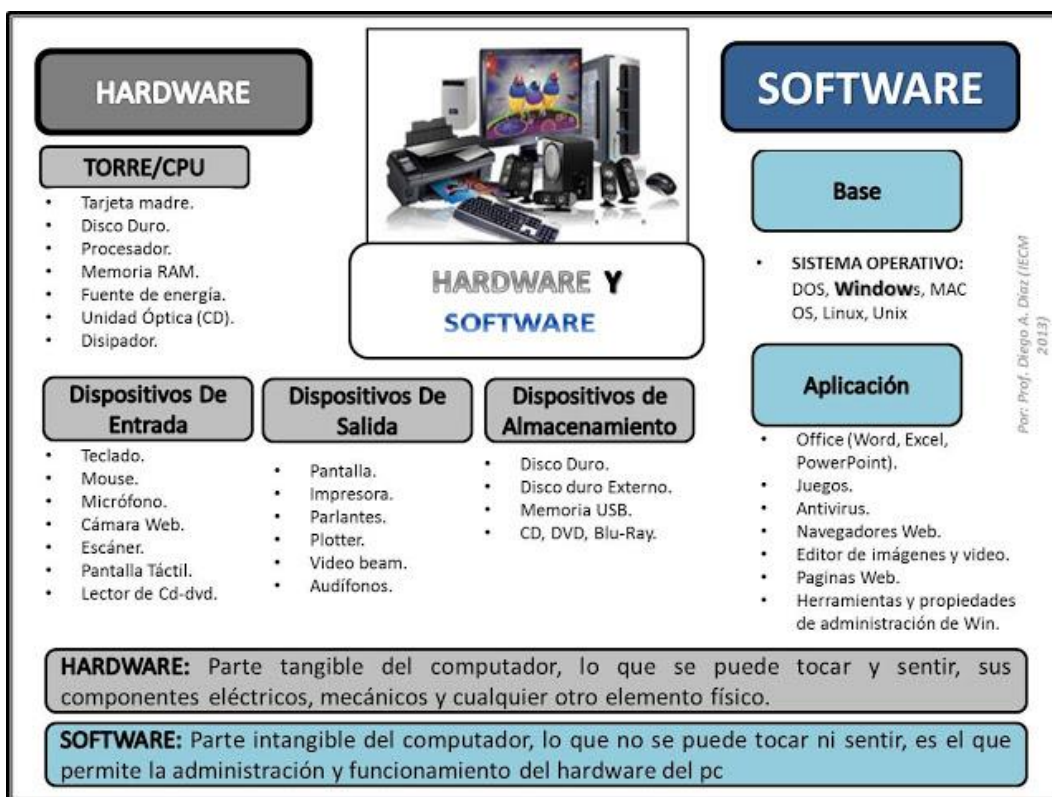 HARDWARE
TORRE/CPU
• Tarjeta madre.
• Disco Duro.
• Procesador.
• Memoria RAM.
• Fuente de energía.
• Unidad Óptica (CD).
• Disipador.
HARDWARE Y
SOFTWARE
SOFTWARE
Base
• SISTEMA OPERATIVO:
DOS, Windows, MAC
OS, Linux, Unix
Por: Prof. Diego A. Díaz (IECM
2013)
Dispositivos De
Entrada
• Teclado.
• Mouse.
• Micrófono.
• Cámara Web.
• Escáner.
• Pantalla Táctil.
• Lector de Cd-dvd.
Dispositivos De
Salida
• Pantalla.
• Impresora.
• Parlantes.
• Plotter.
• Video beam.
• Audífonos.
Dispositivos de
Almacenamiento
• Disco Duro.
• Disco duro Externo.
• Memoria USB.
• CD, DVD, Blu-Ray.
Aplicación
• Office (Word, Excel,
PowerPoint).
• Juegos.
• Antivirus.
• Navegadores Web.
• Editor de imágenes y video.
• Paginas Web.
• Herramientas y propiedades
de administración de Win.
HARDWARE: Parte tangible del computador, lo que se puede tocar y sentir, sus
componentes eléctricos, mecánicos y cualquier otro elemento físico.
SOFTWARE: Parte intangible del computador, lo que no se puede tocar ni sentir, es el que
permite la administración y funcionamiento del hardware del pc